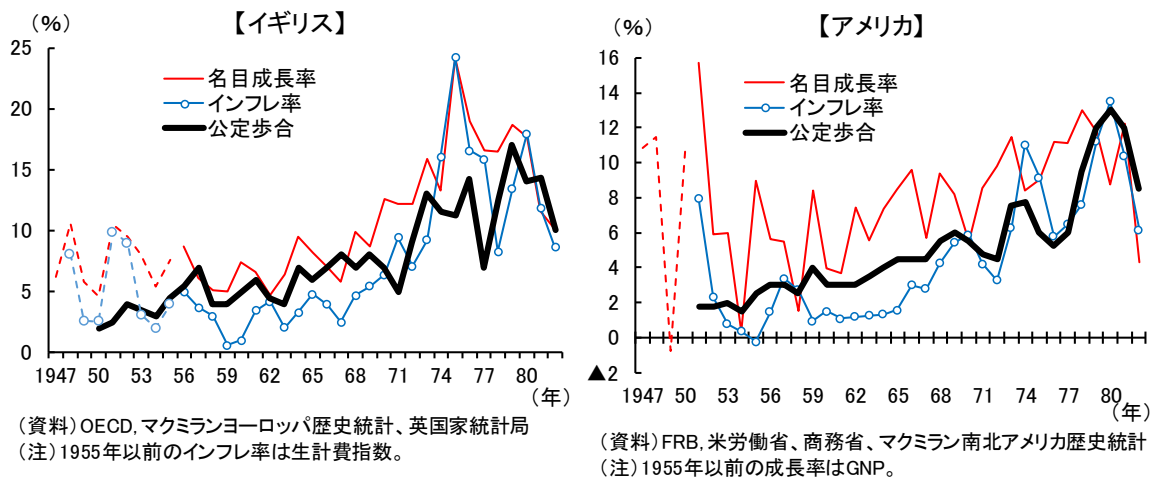 【イギリス】
（％）
25
20
15
10
5
0
名目成長率
インフレ率
公定歩合
1947 50 53 56 59 62 65 68 71 74 77 80
（年）
（資料）OECD, マクミランヨーロッパ歴史統計、英国家統計局
（注）1955年以前のインフレ率は生計費指数。
【アメリカ】
（％）
16
14
12
10
8
6
4
2
0
▲2
名目成長率
インフレ率
公定歩合
1947 50 53 56 59 62 65 68 71 74 77 80
（年）
（資料）FRB, 米労働省、商務省、マクミラン南北アメリカ歴史統計
（注）1955年以前の成長率はGNP。